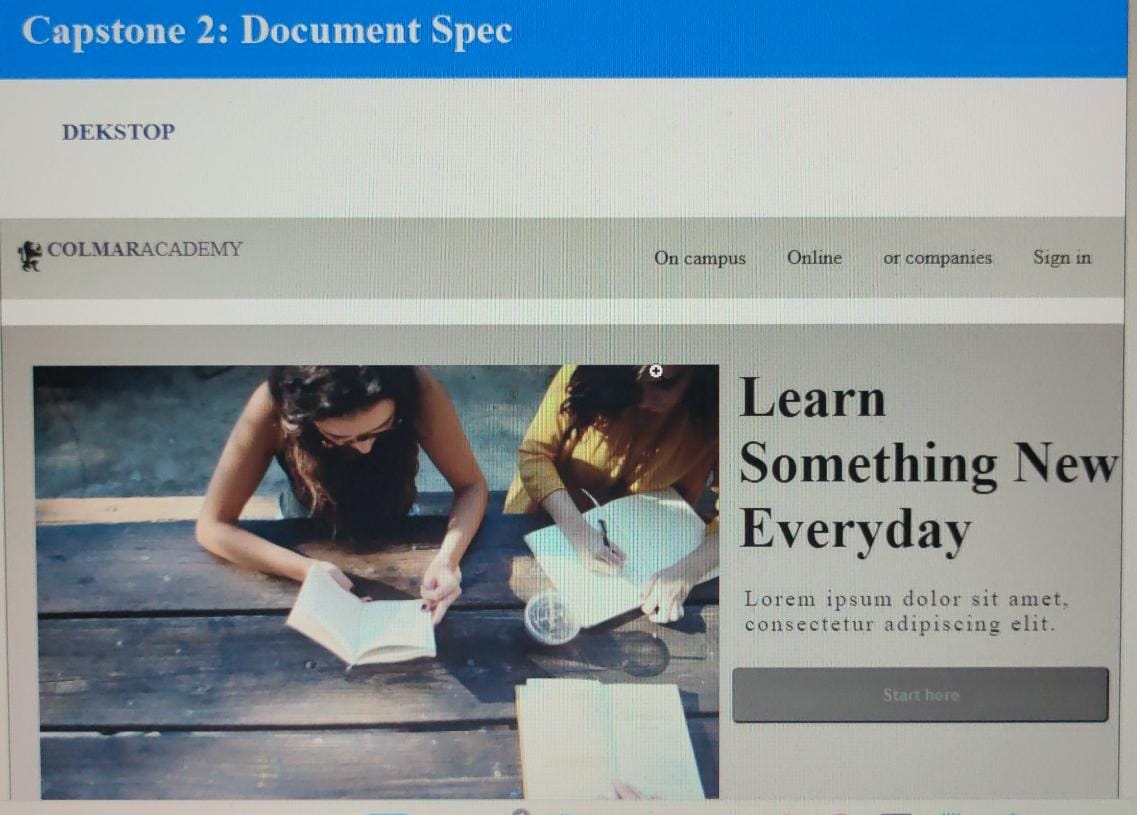 Capstone 2: Document Spec
DEKSTOP
COLMARACADEMY
On campus Online or companies Sign in
Learn
Something New
Everyday
Lorem ipsum dolor sit amet,
consectetur adipiscing elit.
Start here